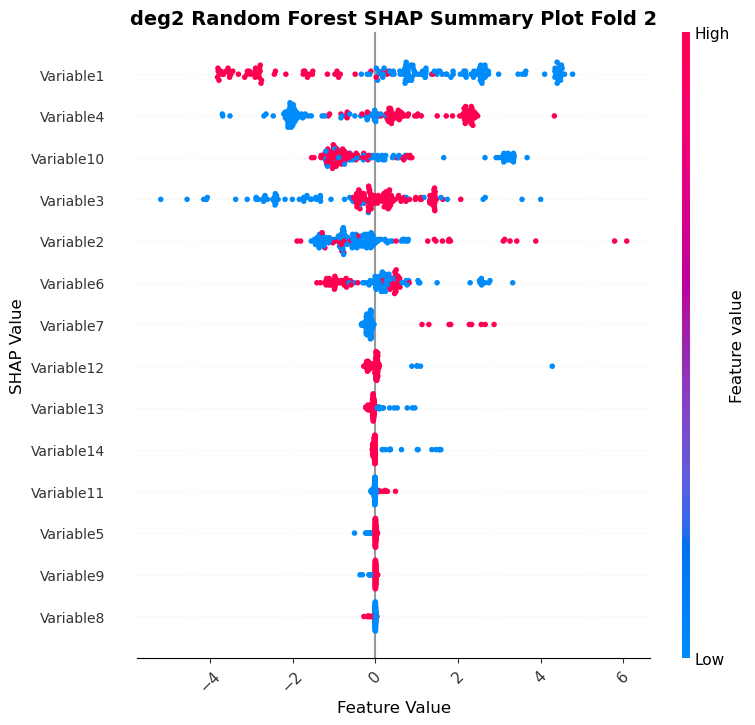 deg2 Random Forest SHAP Summary Plot Fold 2
High
Variable1
Variable4
Variable10
Variable3
Variable2
Variable6
Variable7
Variable12
Variable13
Variable14
Variable11
Variable5
Variable9
Variable8
SHAP Value
Feature value
Low
−4 −2 0 2 4 6
Feature Value